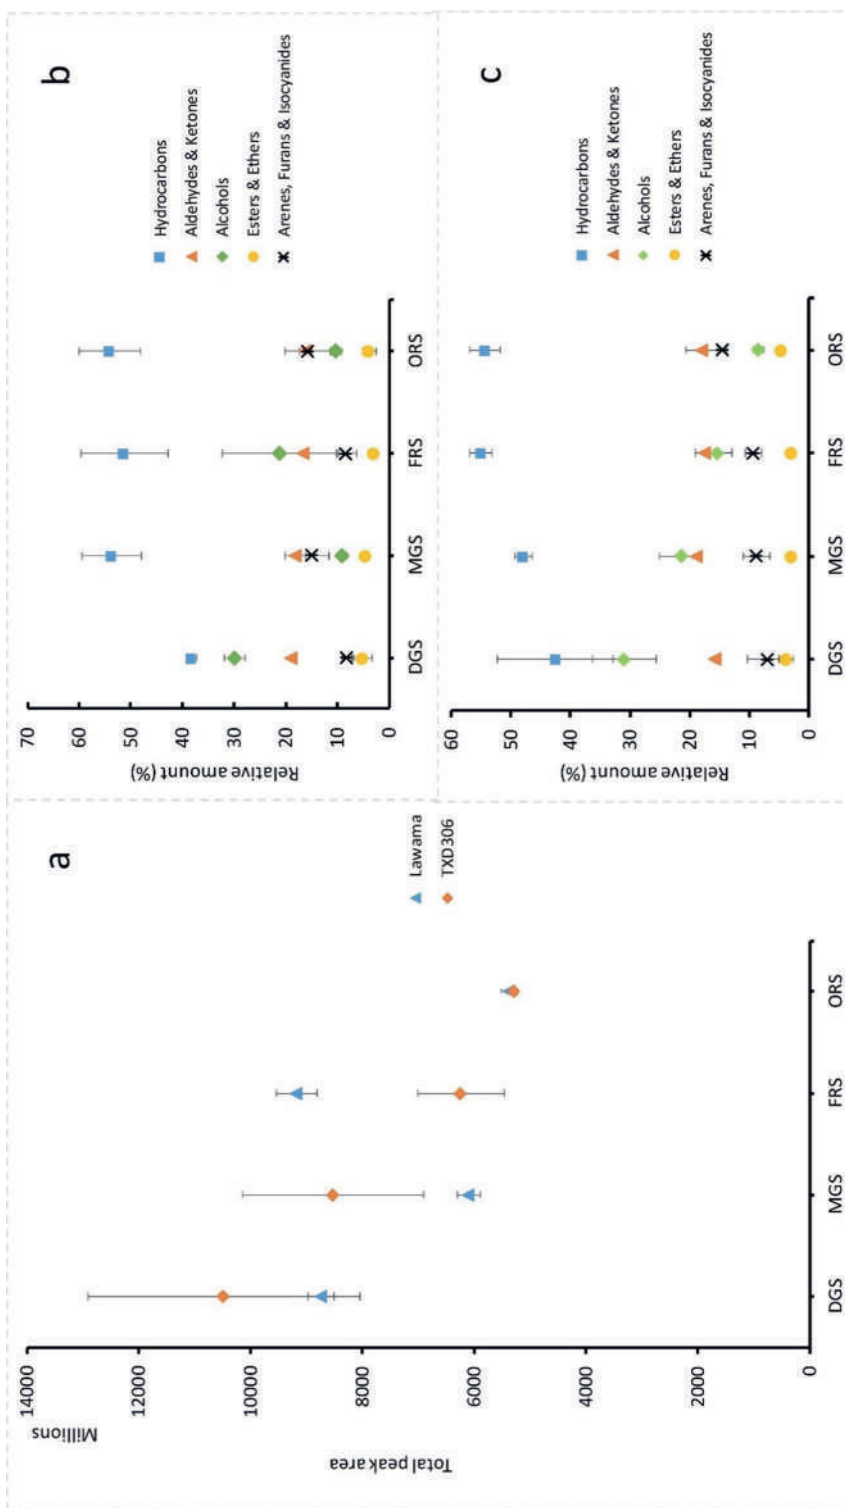 a
Millions
Total peak area
14000
12000
10000
8000
6000
4000
2000
0
DGS
MGS
FRS
ORS
Lawama
TXD306
b
Relative amount (%)
70
60
50
40
30
20
10
0
DGS
MGS
FRS
ORS
Hydrocarbons
Aldehydes & Ketones
Alcohols
Esters & Ethers
Arenes, Furans & Isocyanides
c
Relative amount (%)
60
50
40
30
20
10
0
DGS
MGS
FRS
ORS
Hydrocarbons
Aldehydes & Ketones
Alcohols
Esters & Ethers
Arenes, Furans & Isocyanides